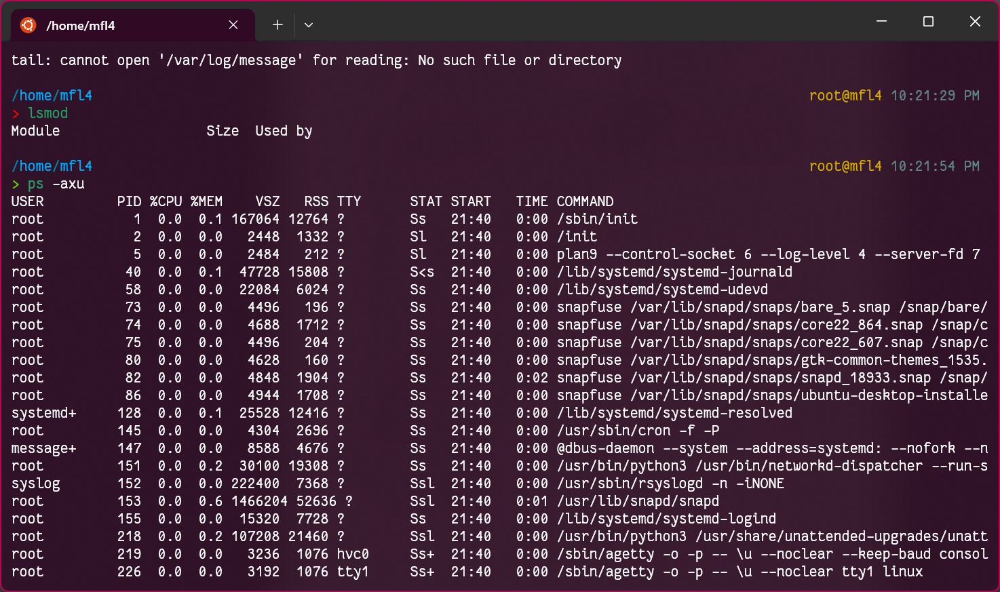 /home/mfl4
tail: cannot open '/var/log/message' for reading: No such file or directory
/home/mfl4 root@mfl4 10:21:29 PM
> lsmod
Module                  Size  Used by
/home/mfl4 root@mfl4 10:21:54 PM
> ps -axu
USER         PID %CPU %MEM    VSZ   RSS TTY      STAT START   TIME COMMAND
root           1  0.0  0.1 167064 12764 ?        Ss   21:40   0:00 /sbin/init
root           2  0.0  0.0   2448  1332 ?        Sl   21:40   0:00 /init
root           5  0.0  0.0   2484   212 ?        Sl   21:40   0:00 plan9 --control-socket 6 --log-level 4 --server-fd 7
root          40  0.0  0.1  47728 15808 ?        S<s  21:40   0:00 /lib/systemd/systemd-journald
root          58  0.0  0.0  22084  6024 ?        Ss   21:40   0:00 /lib/systemd/systemd-udevd
root          73  0.0  0.0   4496   196 ?        Ss   21:40   0:00 snapfuse /var/lib/snapd/snaps/bare_5.snap /snap/bare/
root          74  0.0  0.0   4688  1712 ?        Ss   21:40   0:00 snapfuse /var/lib/snapd/snaps/core22_864.snap /snap/c
root          75  0.0  0.0   4496   204 ?        Ss   21:40   0:00 snapfuse /var/lib/snapd/snaps/core22_607.snap /snap/c
root          80  0.0  0.0   4628   160 ?        Ss   21:40   0:00 snapfuse /var/lib/snapd/snaps/gtk-common-themes_1535.
root          82  0.0  0.0   4848  1904 ?        Ss   21:40   0:02 snapfuse /var/lib/snapd/snaps/snapd_18933.snap /snap/
root          86  0.0  0.0   4944  1708 ?        Ss   21:40   0:00 snapfuse /var/lib/snapd/snaps/ubuntu-desktop-installe
systemd+     128  0.0  0.1  25528 12416 ?        Ss   21:40   0:00 /lib/systemd/systemd-resolved
root         145  0.0  0.0   4304  2696 ?        Ss   21:40   0:00 /usr/sbin/cron -f -P
message+     147  0.0  0.0   8588  4676 ?        Ss   21:40   0:00 @dbus-daemon --system --address=systemd: --nofork --n
root         151  0.0  0.2  30100 19308 ?        Ss   21:40   0:00 /usr/bin/python3 /usr/bin/networkd-dispatcher --run-s
syslog       152  0.0  0.0 222400  7368 ?        Ssl  21:40   0:00 /usr/sbin/rsyslogd -n -iNONE
root         153  0.0  0.6 1466204 52636 ?       Ssl  21:40   0:01 /usr/lib/snapd/snapd
root         155  0.0  0.0  15320  7728 ?        Ss   21:40   0:00 /lib/systemd/systemd-logind
root         218  0.0  0.2 107208 21460 ?        Ssl  21:40   0:00 /usr/bin/python3 /usr/share/unattended-upgrades/unatt
root         219  0.0  0.0   3236  1076 hvc0     Ss+  21:40   0:00 /sbin/agetty -o -p -- \u --noclear --keep-baud consol
root         226  0.0  0.0   3192  1076 tty1     Ss+  21:40   0:00 /sbin/agetty -o -p -- \u --noclear tty1 linux